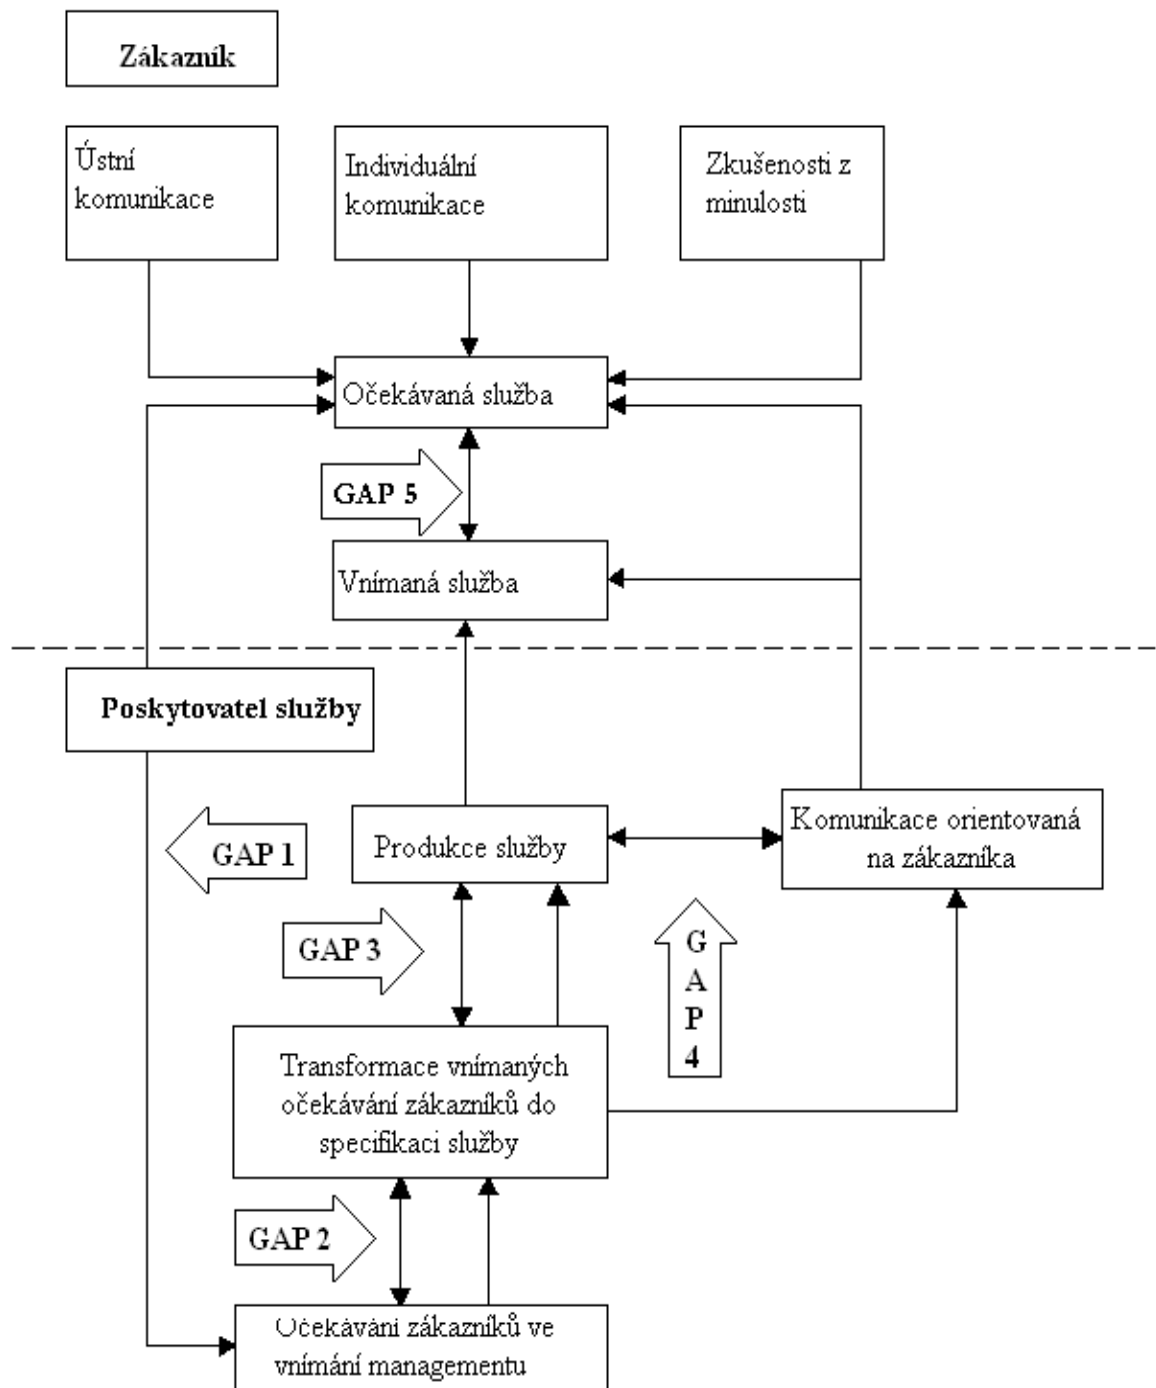 Zákazník
Ústní
komunikace
Individuální
komunikace
Zkušenosti z
minulosti
Očekávaná služba
GAP 5
Vnímaná služba
Poskytovatel služby
GAP 1
Produkce služby
Komunikace orientovaná
na zákazníka
GAP 3
G
A
P
4
Transformace vnímaných
očekávání zákazníků do
specifikaci služby
GAP 2
Očekávání zákazníků ve
vnímání managementu